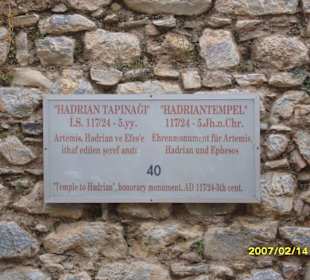 "HADRIAN TAPINAĞI"
İ.S. 117/24 - 5.yy.
Artemis, Hadrian ve Efes'e
ithaf edilen şeref anıtı
"HADRIANTEMPEL"
117/24 - 5.Jh.n.Chr.
Ehrenmonument für Artemis,
Hadrian und Ephesos
40
"Temple to Hadrian", honorary monument, AD 117/24-5th cent.
2007/02/14